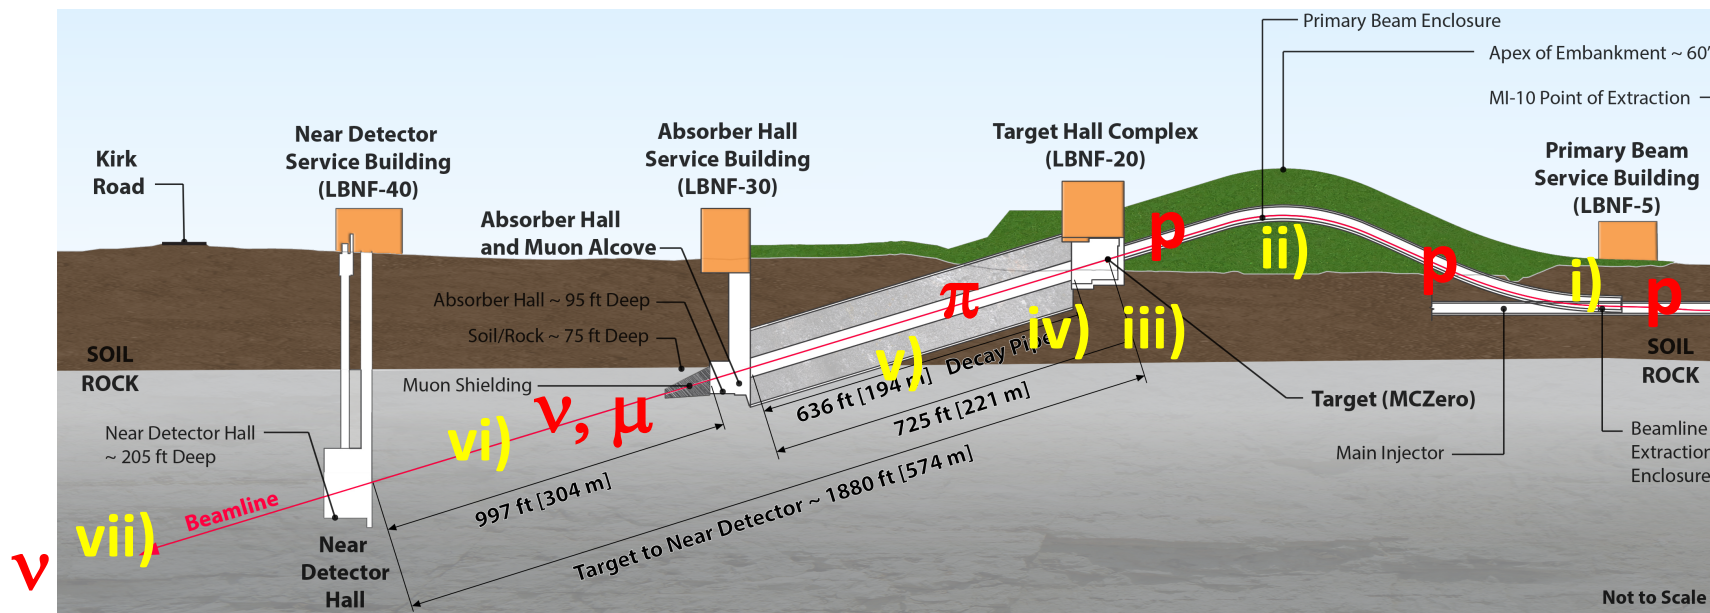 Primary Beam Enclosure
Apex of Embankment ~ 60'
MI-10 Point of Extraction
Near Detector
Service Building
(LBNF-40)
Absorber Hall
Service Building
(LBNF-30)
Target Hall Complex
(LBNF-20)
Primary Beam
Service Building
(LBNF-5)
Kirk
Road
Absorber Hall
and Muon Alcove
p
ii)
p
i)
p
π
iv)
iii)
v)
Absorber Hall ~ 95 ft Deep
Soil/Rock ~ 75 ft Deep
SOIL
ROCK
SOIL
ROCK
Muon Shielding
Decay Pipe
636 ft [194 m]
725 ft [221 m]
Target (MCZero)
ν, μ
vi)
Near Detector Hall
~ 205 ft Deep
Main Injector
Beamline
Extraction
Enclosure
997 ft [304 m]
Target to Near Detector ~ 1880 ft [574 m]
Beamline
vii)
ν
Near
Detector
Hall
Not to Scale